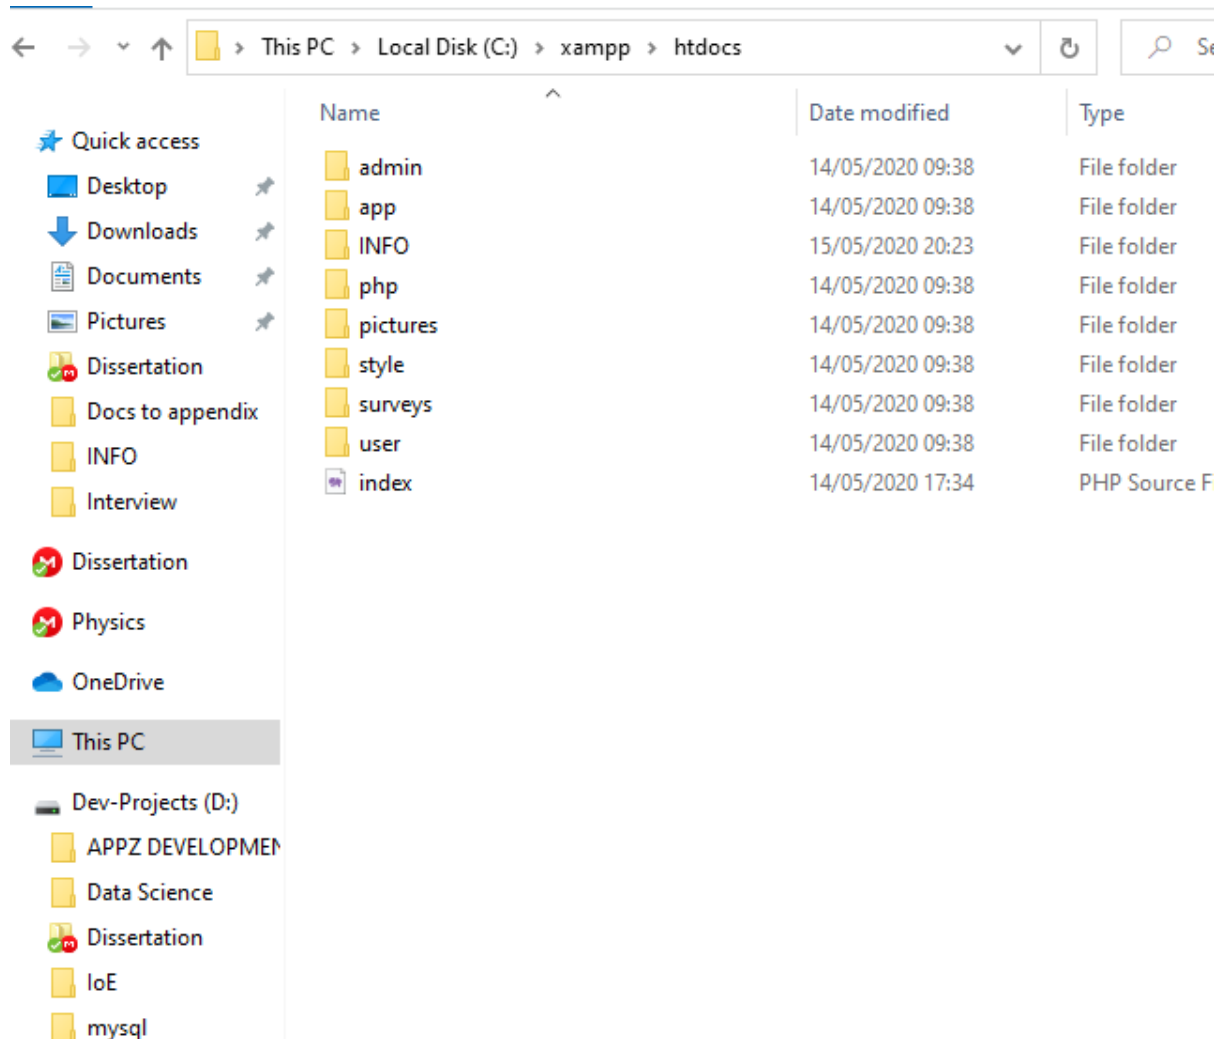 This PC > Local Disk (C:) > xampp > htdocs
Name Date modified Type
Quick access
Desktop
Downloads
Documents
Pictures
Dissertation
Docs to appendix
INFO
Interview
Dissertation
Physics
OneDrive
This PC
Dev-Projects (D:)
APPZ DEVELOPMEN
Data Science
Dissertation
IoE
mysql
admin 14/05/2020 09:38 File folder
app 14/05/2020 09:38 File folder
INFO 15/05/2020 20:23 File folder
php 14/05/2020 09:38 File folder
pictures 14/05/2020 09:38 File folder
style 14/05/2020 09:38 File folder
surveys 14/05/2020 09:38 File folder
user 14/05/2020 09:38 File folder
index 14/05/2020 17:34 PHP Source F